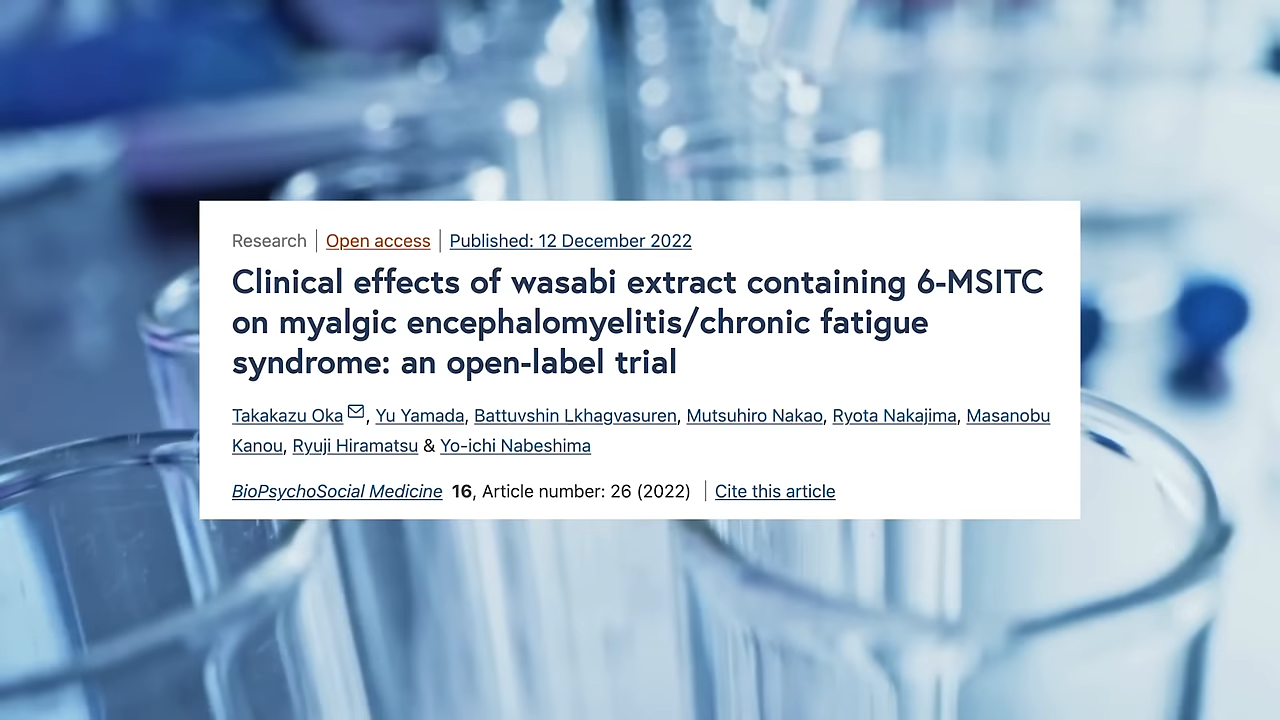 Research | Open access | Published: 12 December 2022
Clinical effects of wasabi extract containing 6-MSITC
on myalgic encephalomyelitis/chronic fatigue
syndrome: an open-label trial
Takakazu Oka, Yu Yamada, Battuvshin Lkhagvasuren, Mutsuhiro Nakao, Ryota Nakajima, Masanobu
Kanou, Ryuji Hiramatsu & Yo-ichi Nabeshima
BioPsychoSocial Medicine 16, Article number: 26 (2022) | Cite this article